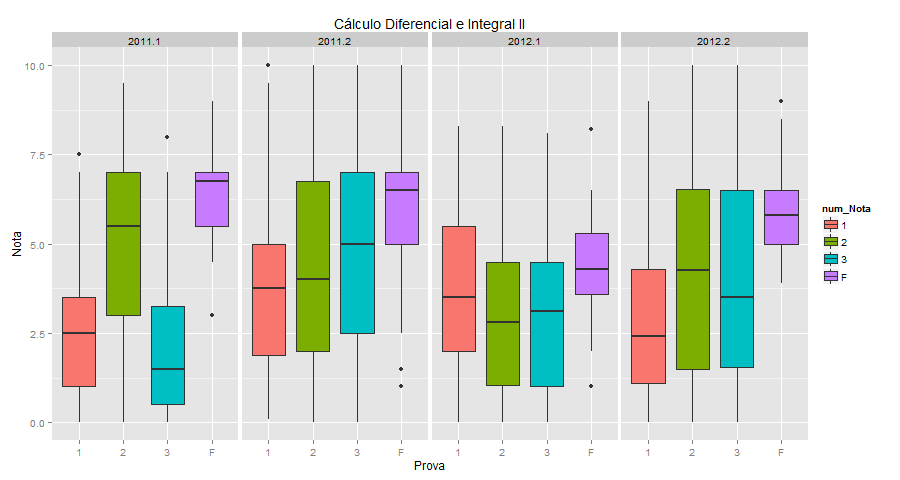 Cálculo Diferencial e Integral II
2011.1 2011.2 2012.1 2012.2
10.0
7.5
5.0
2.5
0.0
Nota
1 2 3 F 1 2 3 F 1 2 3 F 1 2 3 F
Prova
num_Nota
1
2
3
F